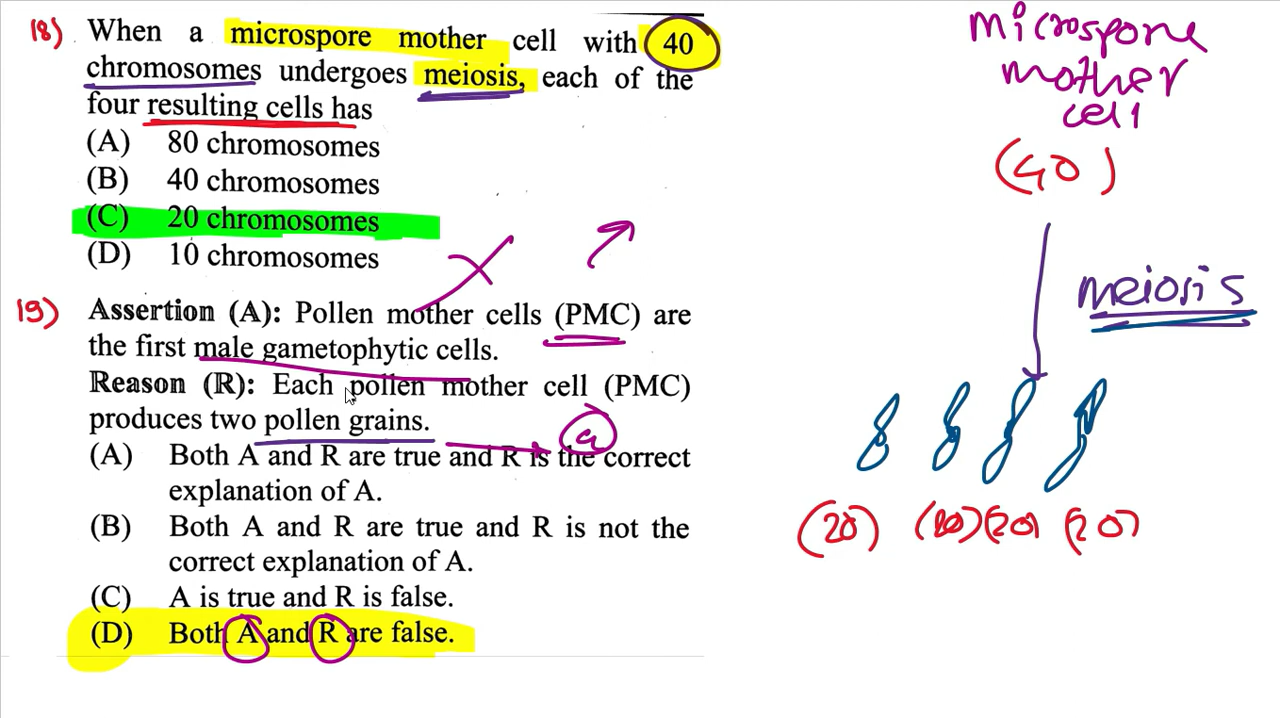 18) When a microspore mother cell with 40
chromosomes undergoes meiosis, each of the
four resulting cells has
(A) 80 chromosomes
(B) 40 chromosomes
(C) 20 chromosomes
(D) 10 chromosomes
19) Assertion (A): Pollen mother cells (PMC) are
the first male gametophytic cells.
Reason (R): Each pollen mother cell (PMC)
produces two pollen grains.
(A) Both A and R are true and R is the correct
explanation of A.
(B) Both A and R are true and R is not the
correct explanation of A.
(C) A is true and R is false.
(D) Both A and R are false.
microspore
mother
cell
(40)
meiosis
(20) (20) (20) (20)